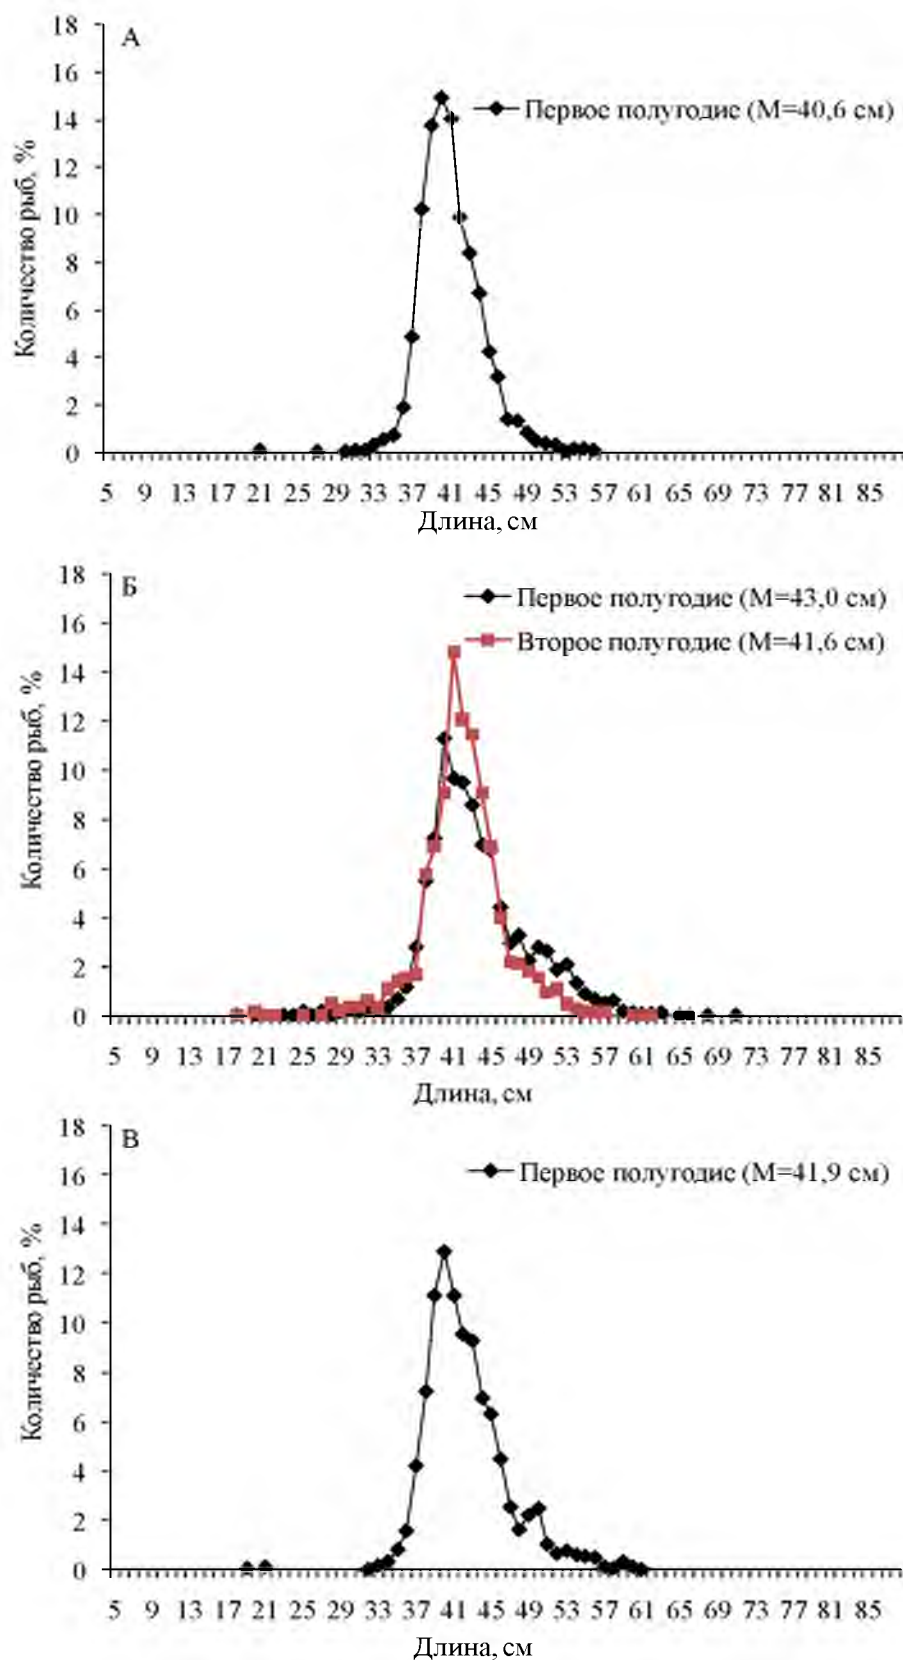 А
Первое полугодие (М=40,6 см)
Количество рыб, %
18
16
14
12
10
8
6
4
2
0
5 9 13 17 21 25 29 33 37 41 45 49 53 57 61 65 69 73 77 81 85
Длина, см
Б
Первое полугодие (М=43,0 см)
Второе полугодие (М=41,6 см)
Количество рыб, %
18
16
14
12
10
8
6
4
2
0
5 9 13 17 21 25 29 33 37 41 45 49 53 57 61 65 69 73 77 81 85
Длина, см
В
Первое полугодие (М=41,9 см)
Количество рыб, %
18
16
14
12
10
8
6
4
2
0
5 9 13 17 21 25 29 33 37 41 45 49 53 57 61 65 69 73 77 81 85
Длина, см